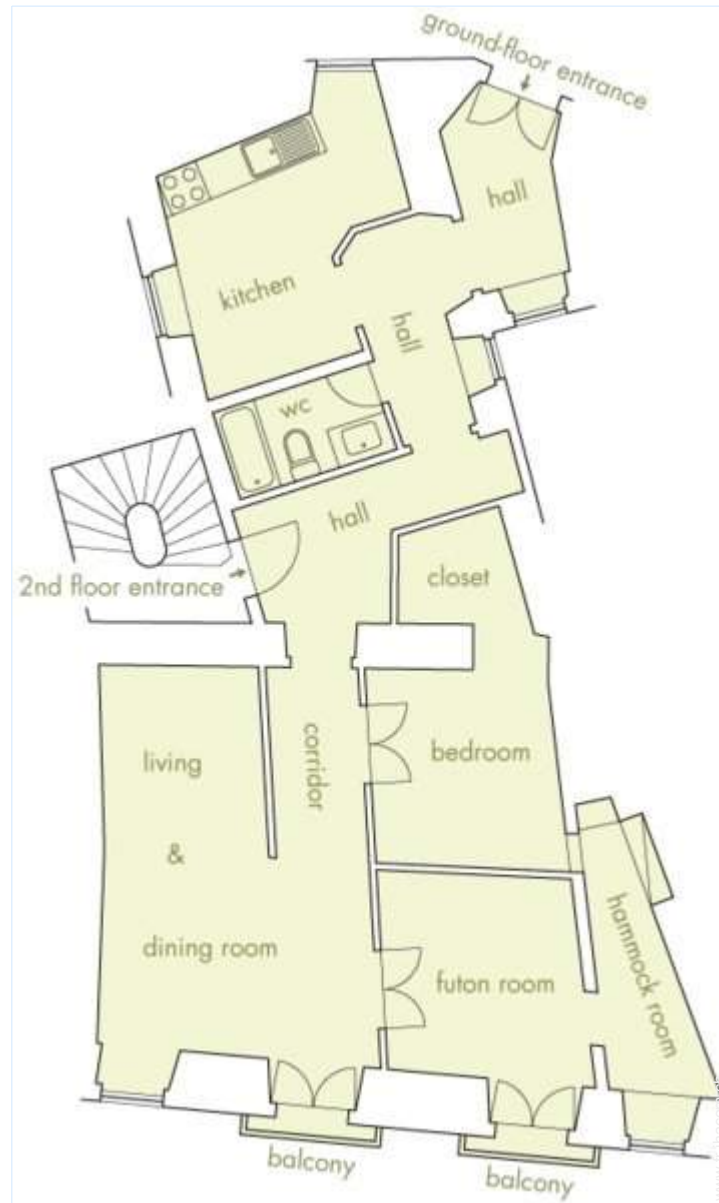 ground-floor entrance
hall
kitchen
hall
wc
hall
2nd floor entrance
closet
living
&
dining room
corridor
bedroom
hammock room
futon room
balcony
balcony